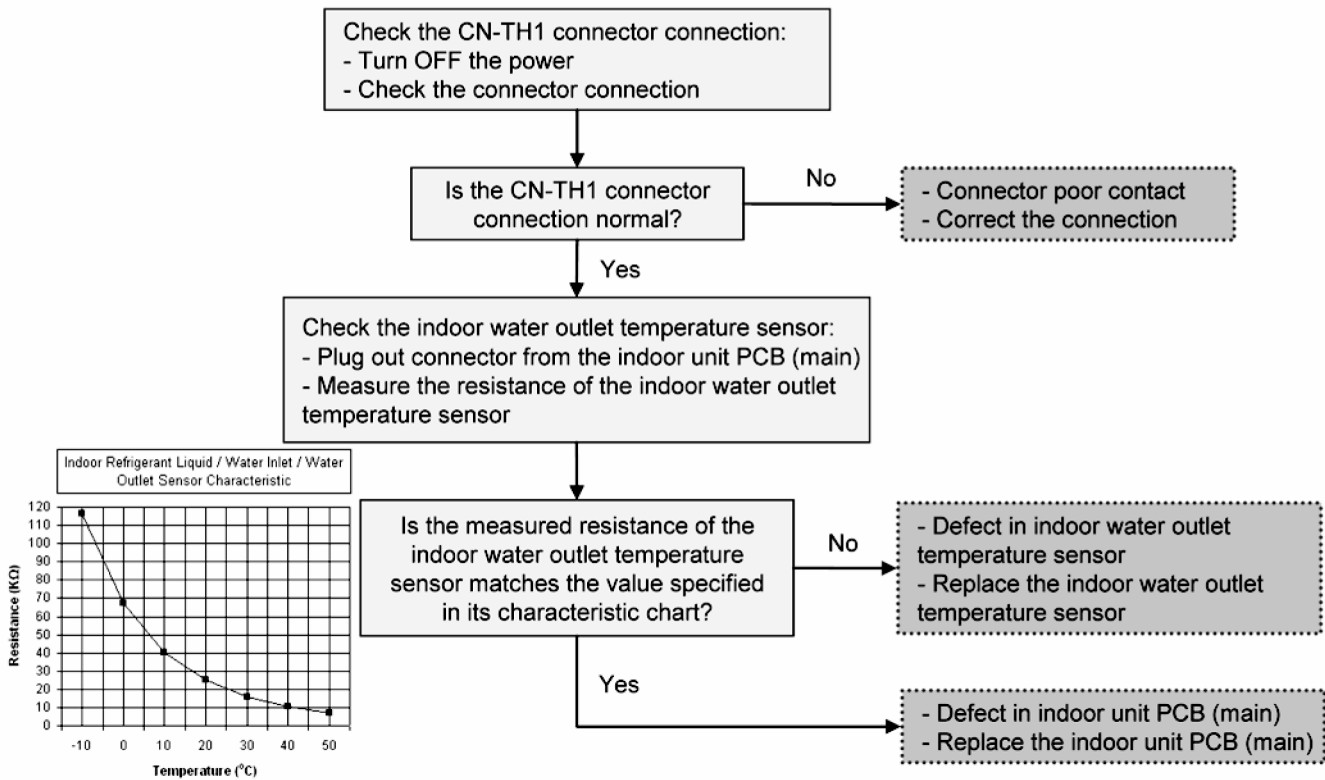 Check the CN-TH1 connector connection:
- Turn OFF the power
- Check the connector connection
Is the CN-TH1 connector
connection normal?
No
- Connector poor contact
- Correct the connection
Yes
Check the indoor water outlet temperature sensor:
- Plug out connector from the indoor unit PCB (main)
- Measure the resistance of the indoor water outlet
temperature sensor
Indoor Refrigerant Liquid / Water Inlet / Water
Outlet Sensor Characteristic
120
110
100
90
80
70
60
50
40
30
20
10
0
Resistance (KΩ)
-10 0 10 20 30 40 50
Temperature (°C)
Is the measured resistance of the
indoor water outlet temperature
sensor matches the value specified
in its characteristic chart?
No
- Defect in indoor water outlet
temperature sensor
- Replace the indoor water outlet
temperature sensor
Yes
- Defect in indoor unit PCB (main)
- Replace the indoor unit PCB (main)